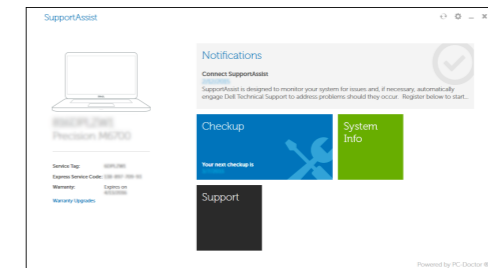 SupportAssist
Notifications
Connect SupportAssist
SupportAssist is designed to monitor your system for issues and, if necessary, automatically
engage Dell Technical Support to address problems should they occur. Register below to start...
Precision M6700
Checkup
System
Info
Service Tag:
Express Service Code:
Warranty: Expires on
Warranty Upgrades
Your next checkup is
Support
Powered by PC-Doctor ®